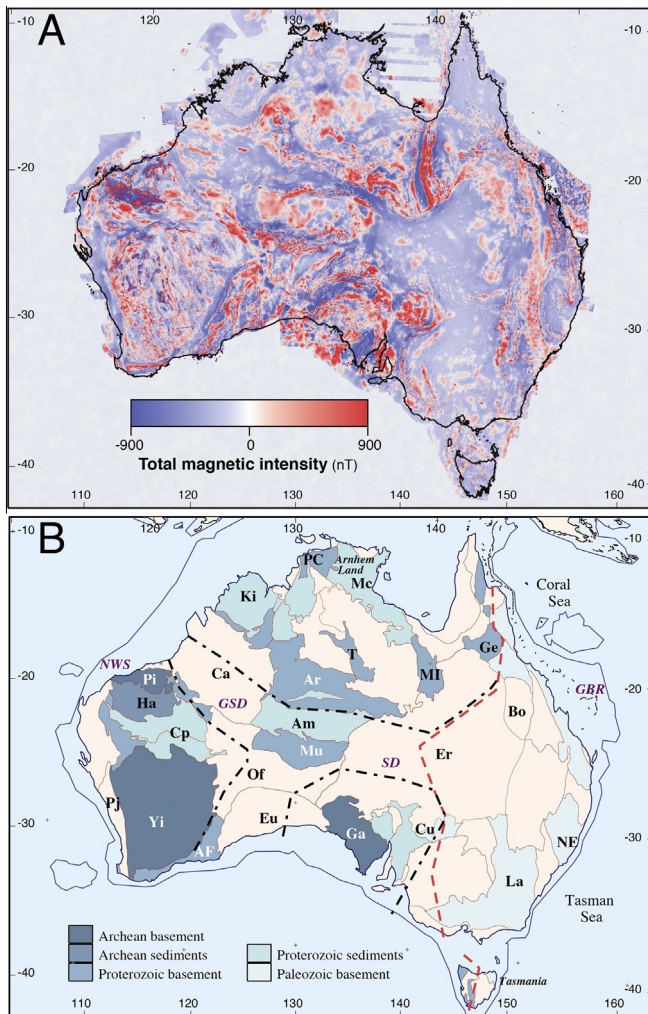 A
120 130 140
-10 -10
-20 -20
-30 -30
-900 0 900
Total magnetic intensity (nT)
-40 -40
110 120 130 140 150 160
B
-10 120 130 140 -10
PC
Arnhem
Land
Mc
Coral
Sea
Ki
Ge
NWS
T
MI
Pi
Ca
Ar
GBR
-20 -20
Ha
GSD
Am
Bo
Cp
Mu
Er
SD
Of
Pj
Yi
Eu
Ga
Cu
NE
-30 -30
AF
La
Tasman
Sea
Archean basement
Archean sediments
Proterozoic basement
Proterozoic sediments
Paleozoic basement
Tasmania
-40 -40
110 120 130 140 150 160